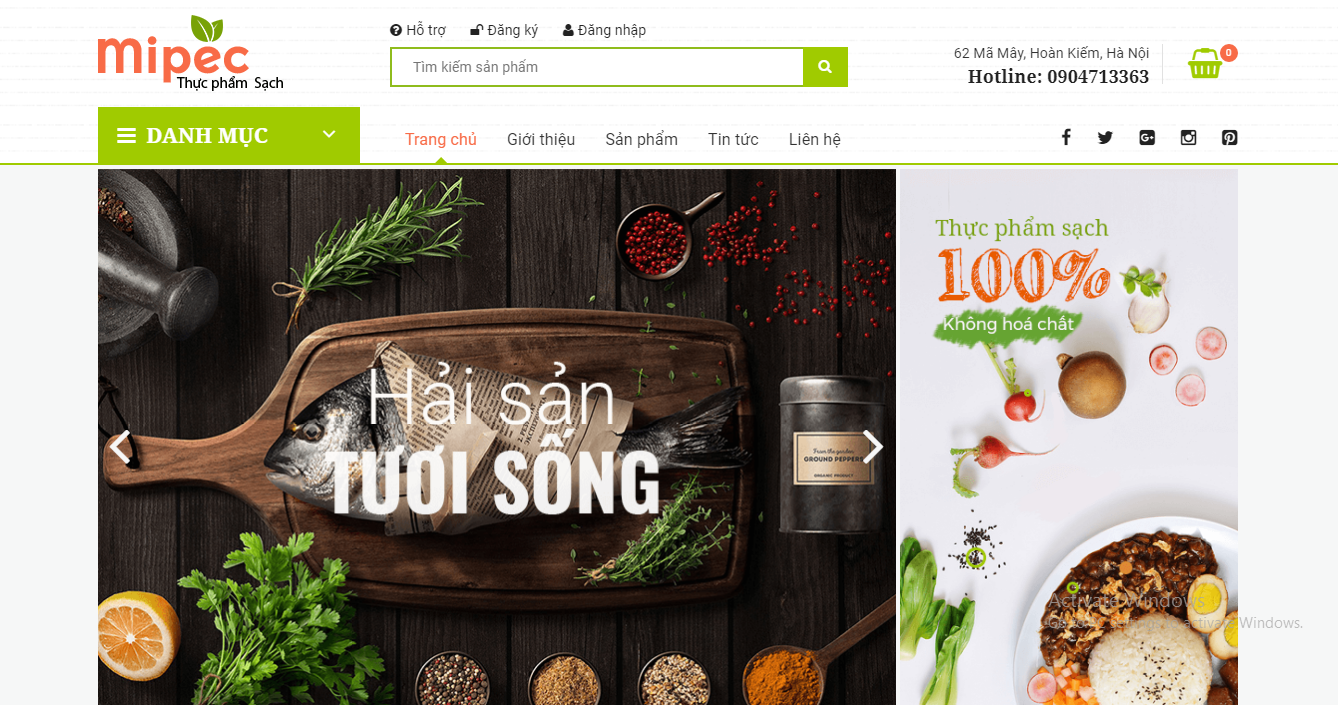 mipec
Thực phẩm Sạch
Hỗ trợ
Đăng ký
Đăng nhập
Tìm kiếm sản phẩm
62 Mã Mây, Hoàn Kiếm, Hà Nội
Hotline: 0904713363
0
DANH MỤC
Trang chủ
Giới thiệu
Sản phẩm
Tin tức
Liên hệ
Hải sản
TƯƠI SỐNG
From the garden
GROUND PEPPERS
ORGANIC PRODUCT
Thực phẩm sạch
100%
Không hoá chất
Activate Windows
Go to Settings to activate Windows.